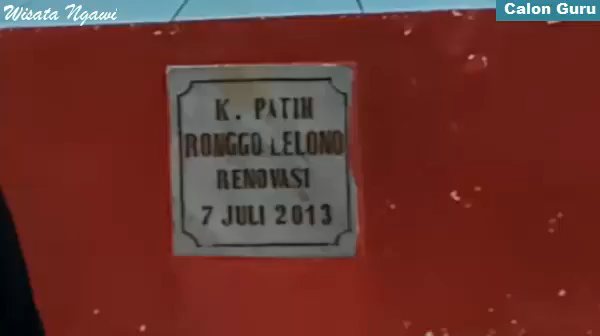 Wisata Ngawi
Calon Guru
K. PATIH
RONGGO LELONO
RENOVASI
7 JULI 2013